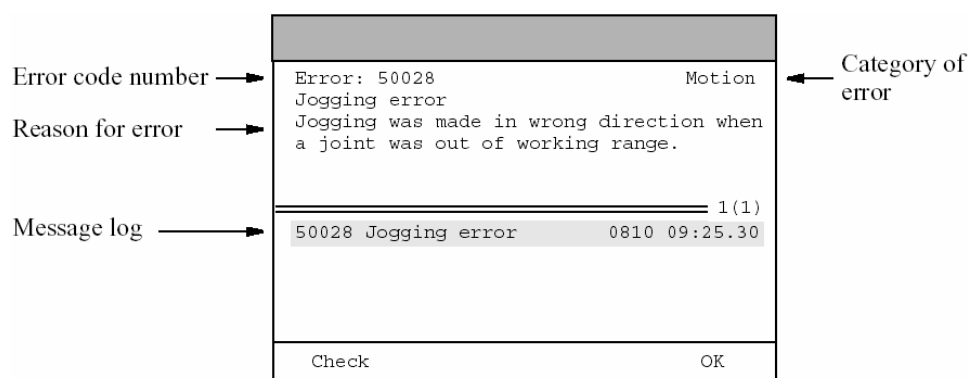 Error code number
Error: 50028 Motion
Category of
error
Jogging error
Reason for error
Jogging was made in wrong direction when
a joint was out of working range.
1(1)
Message log
50028 Jogging error 0810 09:25.30
Check OK